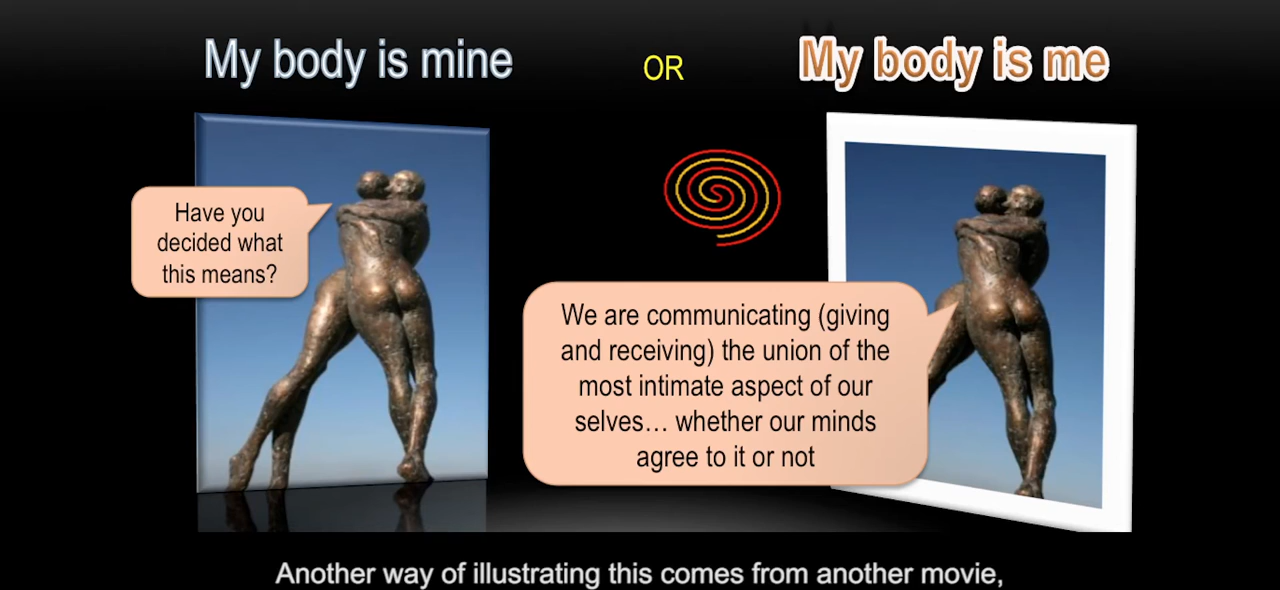 My body is mine
OR
My body is me
Have you
decided what
this means?
We are communicating (giving
and receiving) the union of the
most intimate aspect of our
selves… whether our minds
agree to it or not
Another way of illustrating this comes from another movie,